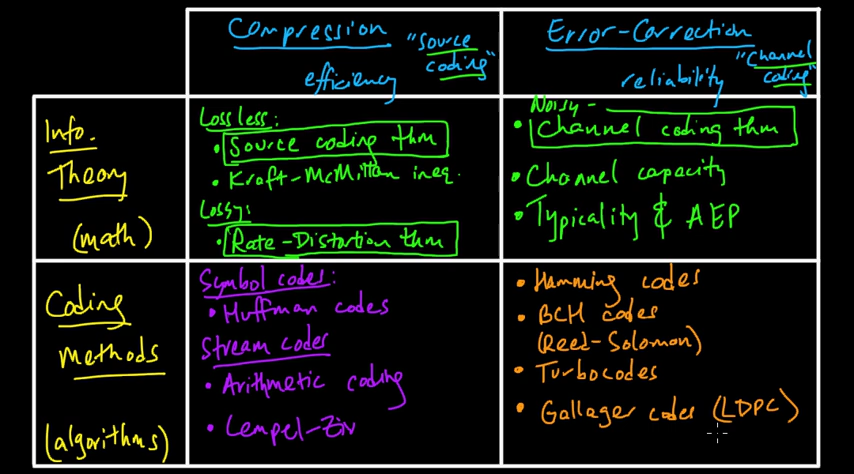 Compression "Source coding"
efficiency
Error-Correction
reliability "Channel coding"
Info.
Theory
(math)
Lossless:
• Source coding thm
• Kraft-McMillan ineq.
Lossy:
• Rate-Distortion thm
Noisy-
• Channel coding thm
• Channel capacity
• Typicality & AEP
Coding
methods
(algorithms)
Symbol codes:
• Huffman codes
Stream codes
• Arithmetic coding
• Lempel-Ziv
• Hamming codes
• BCH codes
(Reed-Solomon)
• Turbocodes
• Gallager codes (LDPC)